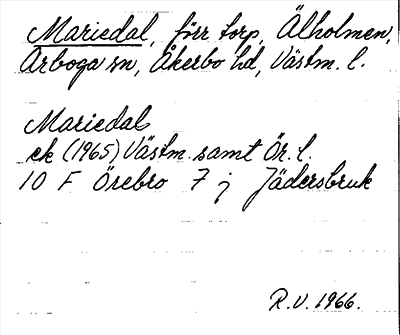 Mariedal, förr torp, Älholmen,
Arboga sn, Åkerbo hd, Västm. l.
Mariedal
ek (1965) Västm. samt Ör. l.
10 F Örebro 7 j Jädersbruk
R.V. 1966.